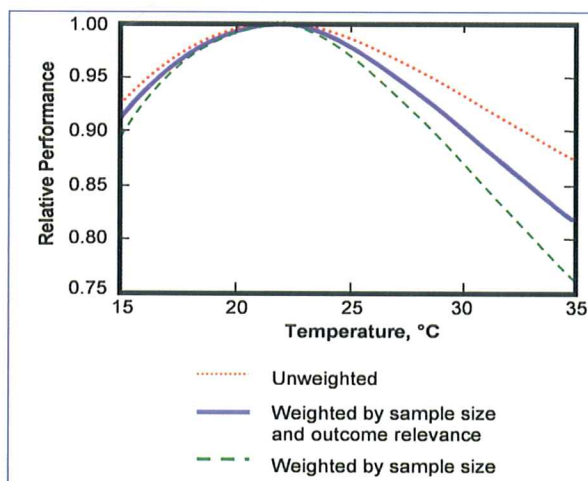 1.00
0.95
0.90
0.85
0.80
0.75
Relative Performance
15
20
25
30
35
Temperature, °C
Unweighted
Weighted by sample size
and outcome relevance
Weighted by sample size